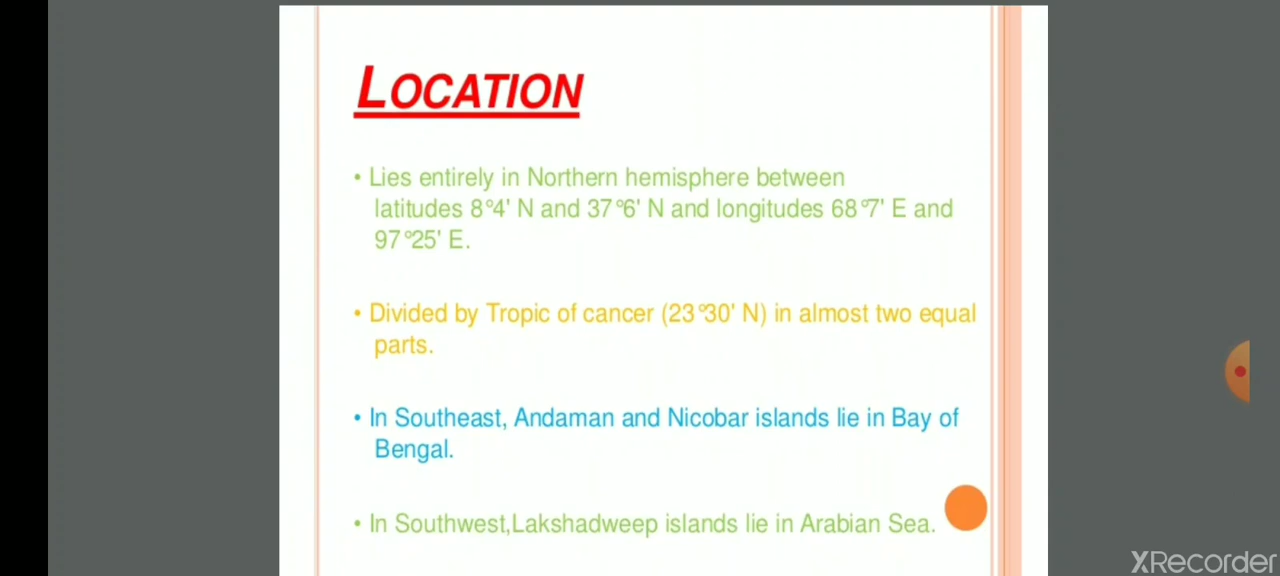 LOCATION
• Lies entirely in Northern hemisphere between
latitudes 8°4' N and 37°6' N and longitudes 68°7' E and
97°25' E.
• Divided by Tropic of cancer (23°30' N) in almost two equal
parts.
• In Southeast, Andaman and Nicobar islands lie in Bay of
Bengal.
• In Southwest,Lakshadweep islands lie in Arabian Sea.
XRecorder